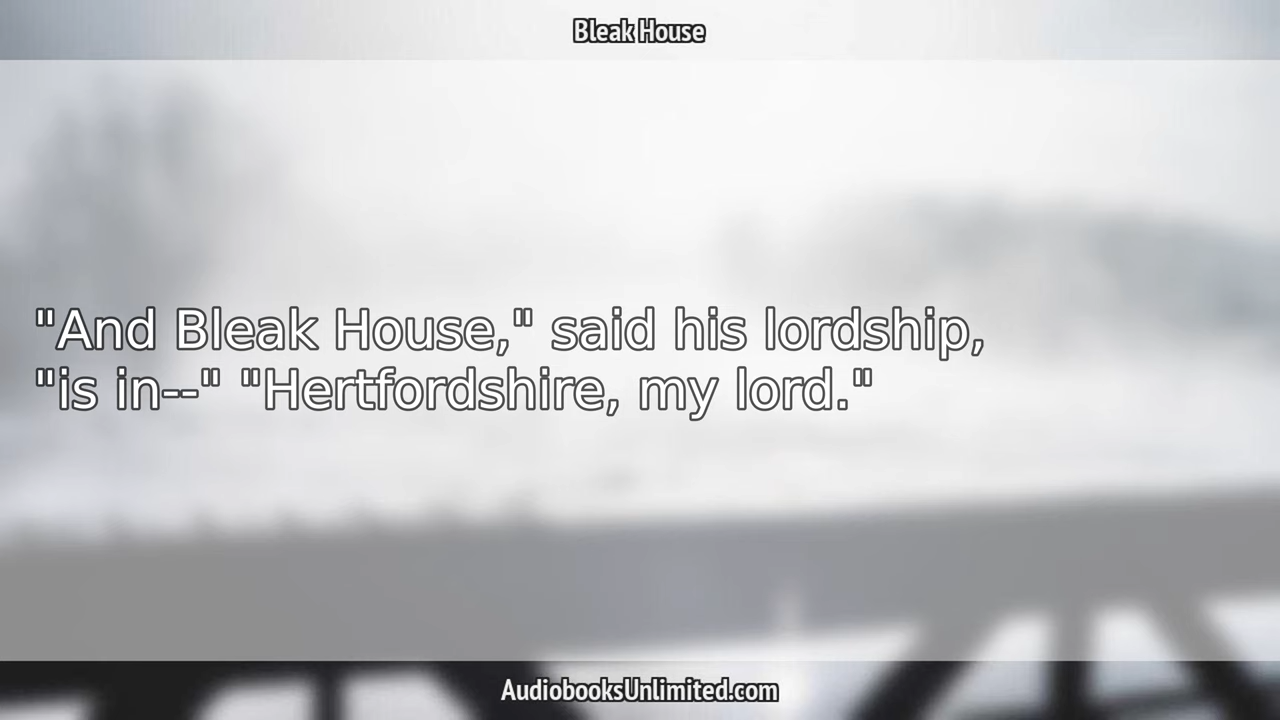 Bleak House
"And Bleak House," said his lordship,
"is in--" "Hertfordshire, my lord."
AudiobooksUnlimited.com